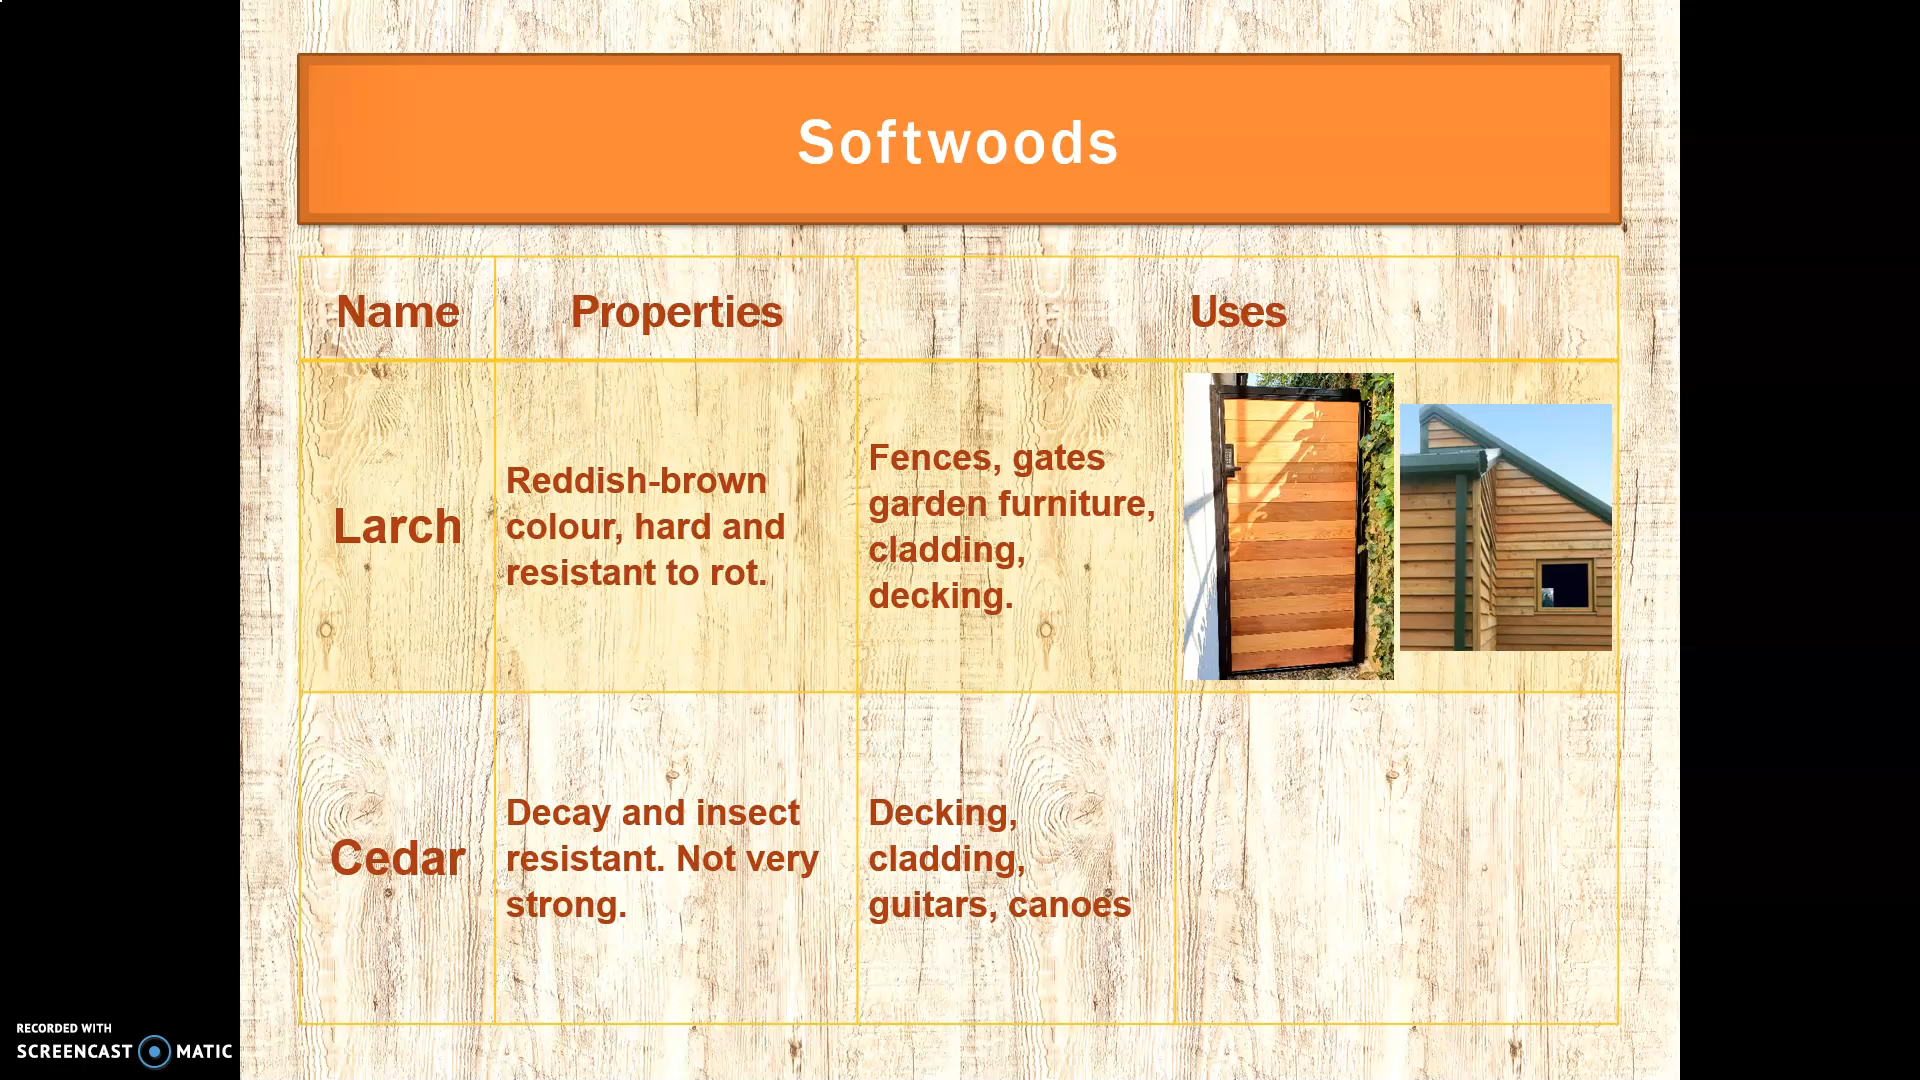 Softwoods
Name
Properties
Uses
Larch
Reddish-brown
colour, hard and
resistant to rot.
Fences, gates
garden furniture,
cladding,
decking.
Cedar
Decay and insect
resistant. Not very
strong.
Decking,
cladding,
guitars, canoes
RECORDED WITH
SCREENCAST MATIC